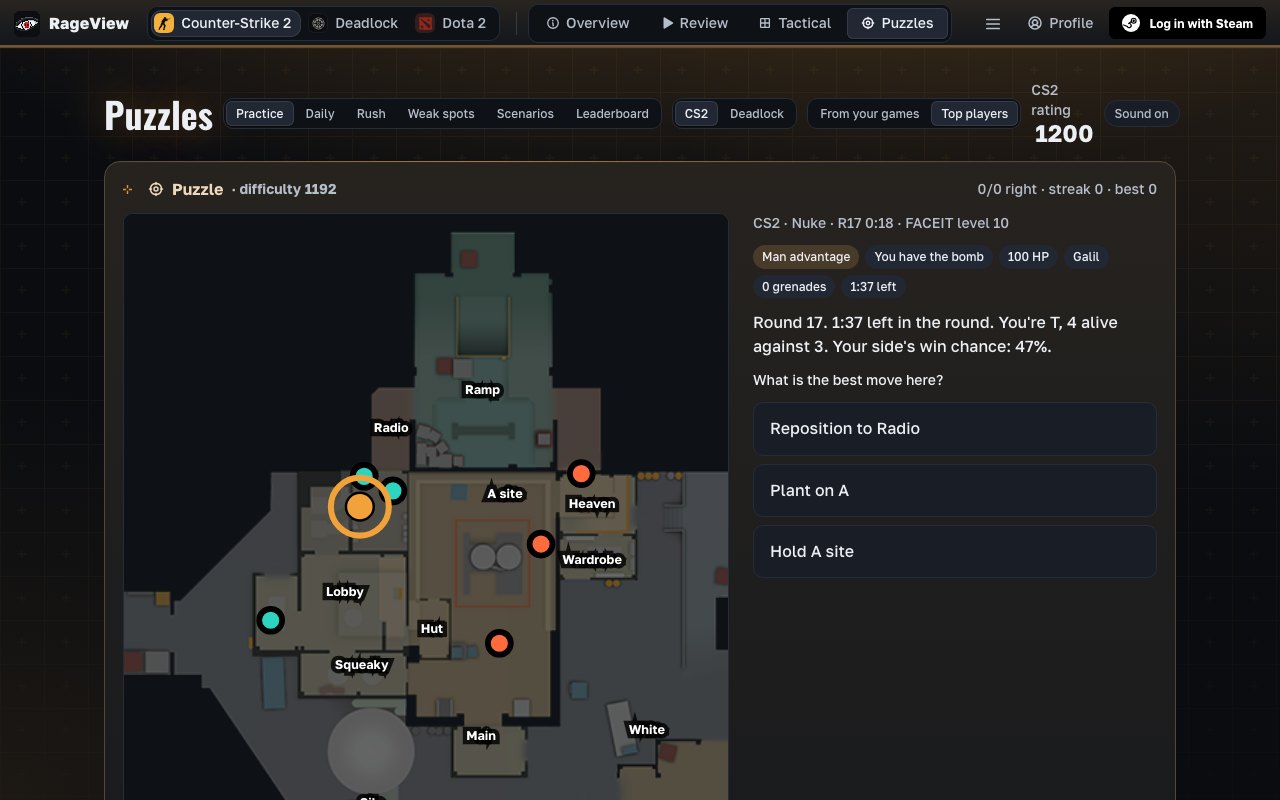 RageView
Counter-Strike 2
Deadlock
Dota 2
Overview
Review
Tactical
Puzzles
Profile
Log in with Steam
Puzzles
Practice
Daily
Rush
Weak spots
Scenarios
Leaderboard
CS2
Deadlock
From your games
Top players
CS2
rating
1200
Sound on
Puzzle · difficulty 1192
0/0 right · streak 0 · best 0
Ramp
Radio
A site
Heaven
Wardrobe
Lobby
Hut
Squeaky
Main
White
CS2 · Nuke · R17 0:18 · FACEIT level 10
Man advantage
You have the bomb
100 HP
Galil
0 grenades
1:37 left
Round 17. 1:37 left in the round. You're T, 4 alive
against 3. Your side's win chance: 47%.
What is the best move here?
Reposition to Radio
Plant on A
Hold A site